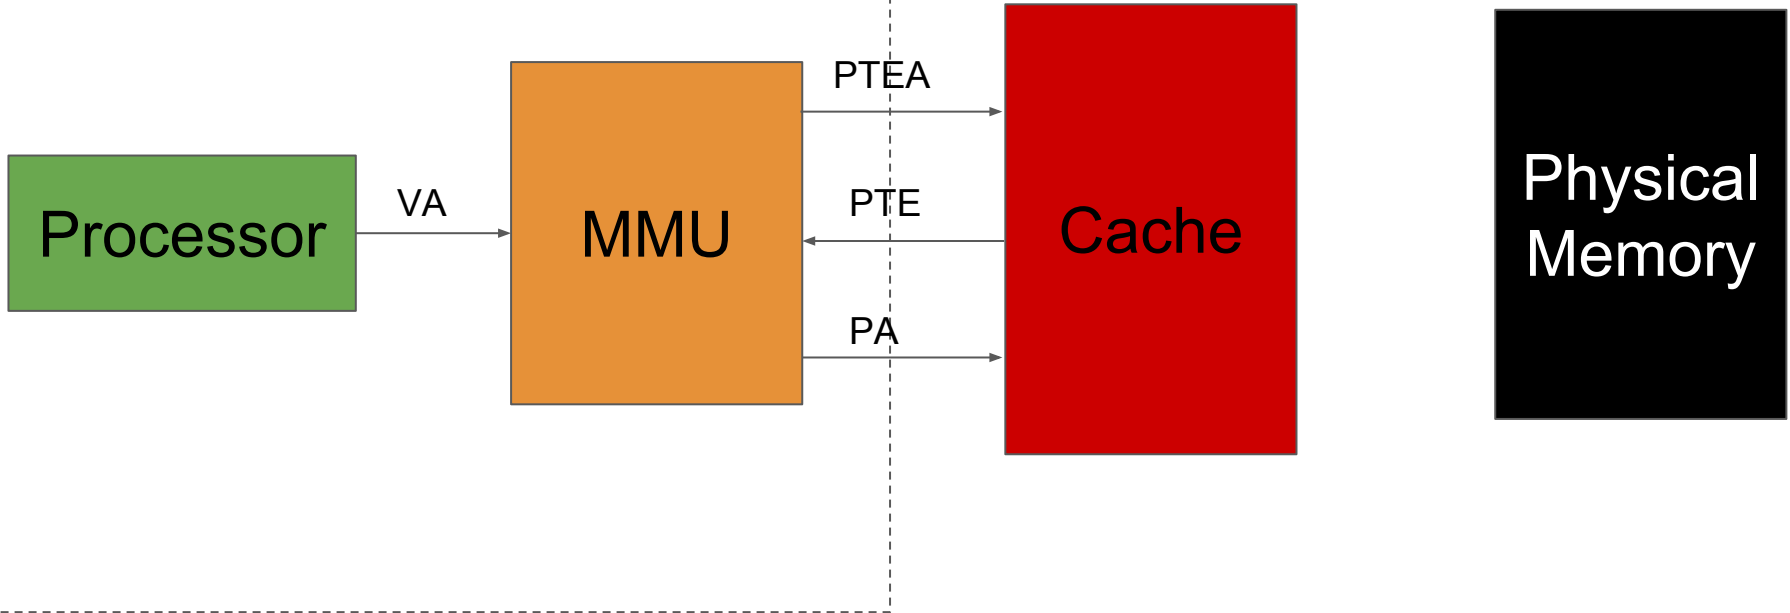 PTEA
VA
PTE
PA
Processor
MMU
Cache
Physical
Memory